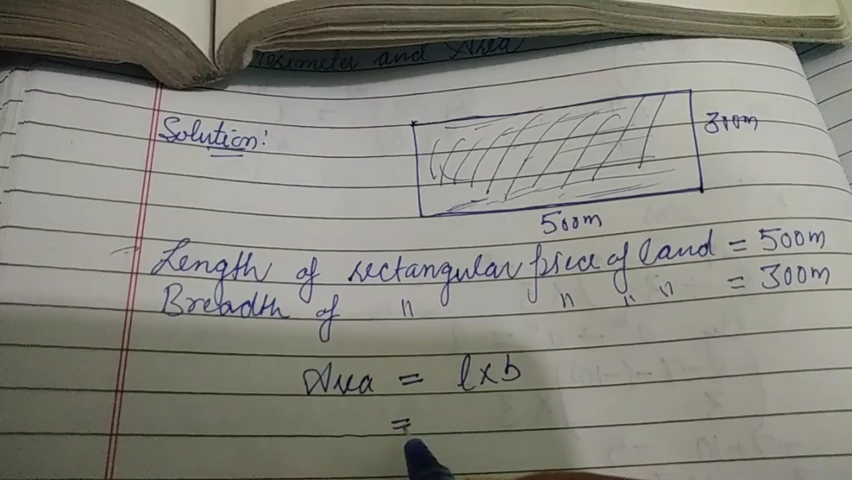 Perimeter and Area
Solution:
300m
500m
Length of rectangular piece of land = 500m
Breadth of " " " " = 300m
Area = l×b
=